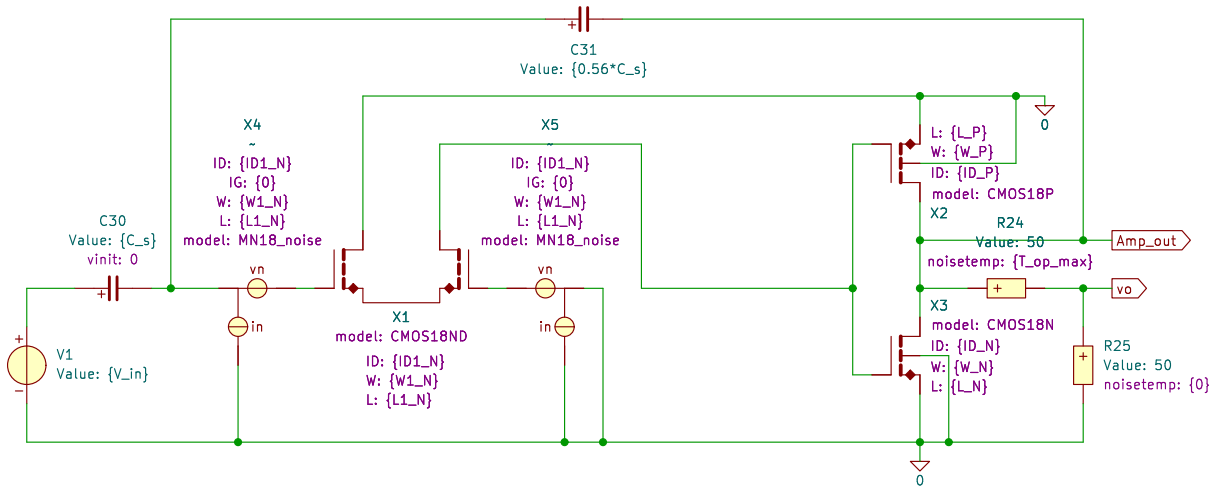 +
C31
Value: {0.56*C_s}
X4
~
ID: {ID1_N}
IG: {0}
W: {W1_N}
L: {L1_N}
model: MN18_noise
X5
~
ID: {ID1_N}
IG: {0}
W: {W1_N}
L: {L1_N}
model: MN18_noise
0
L: {L_P}
W: {W_P}
ID: {ID_P}
model: CMOS18P
X2
C30
Value: {C_s}
vinit: 0
+
vn
in
vn
in
R24
Value: 50
noisetemp: {T_op_max}
+
Amp_out
vo
X1
model: CMOS18ND
ID: {ID1_N}
W: {W1_N}
L: {L1_N}
X3
model: CMOS18N
ID: {ID_N}
W: {W_N}
L: {L_N}
+
V1
Value: {V_in}
−
+
R25
Value: 50
noisetemp: {0}
0